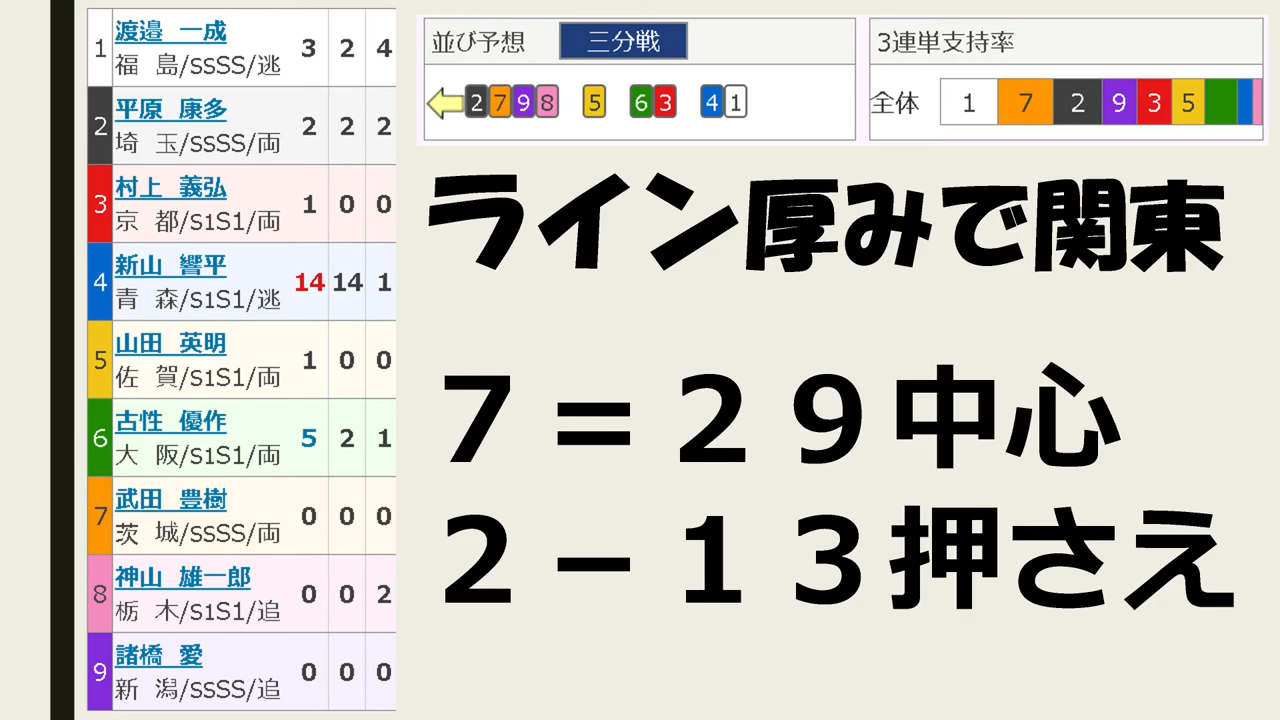 1 渡邉 一成 3 2 4
福 島/SSSS/逃
2 平原 康多 2 2 2
埼 玉/SSSS/両
3 村上 義弘 1 0 0
京 都/S1S1/両
4 新山 響平 14 14 1
青 森/S1S1/逃
5 山田 英明 1 0 0
佐 賀/S1S1/両
6 古性 優作 5 2 1
大 阪/S1S1/両
7 武田 豊樹 0 0 0
茨 城/SSSS/両
8 神山 雄一郎 0 0 2
栃 木/S1S1/追
9 諸橋 愛 0 0 0
新 潟/SSSS/追
並び予想 三分戦
2 7 9 8 5 6 3 4 1
3連単支持率
全体 1 7 2 9 3 5
ライン厚みで関東
7=29中心
2-13押さえ